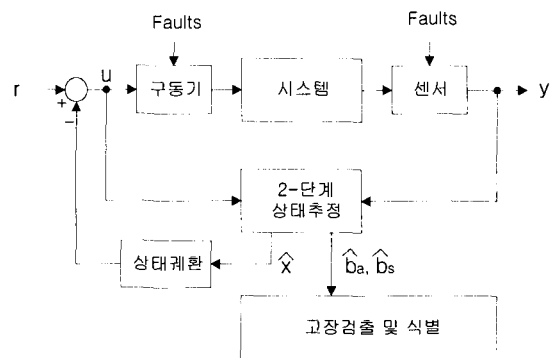 Faults
Faults
r
+
−
u
구동기
시스템
센서
y
2-단계
상태추정
상태궤환
x̂
b̂a, b̂s
고장검출 및 식별